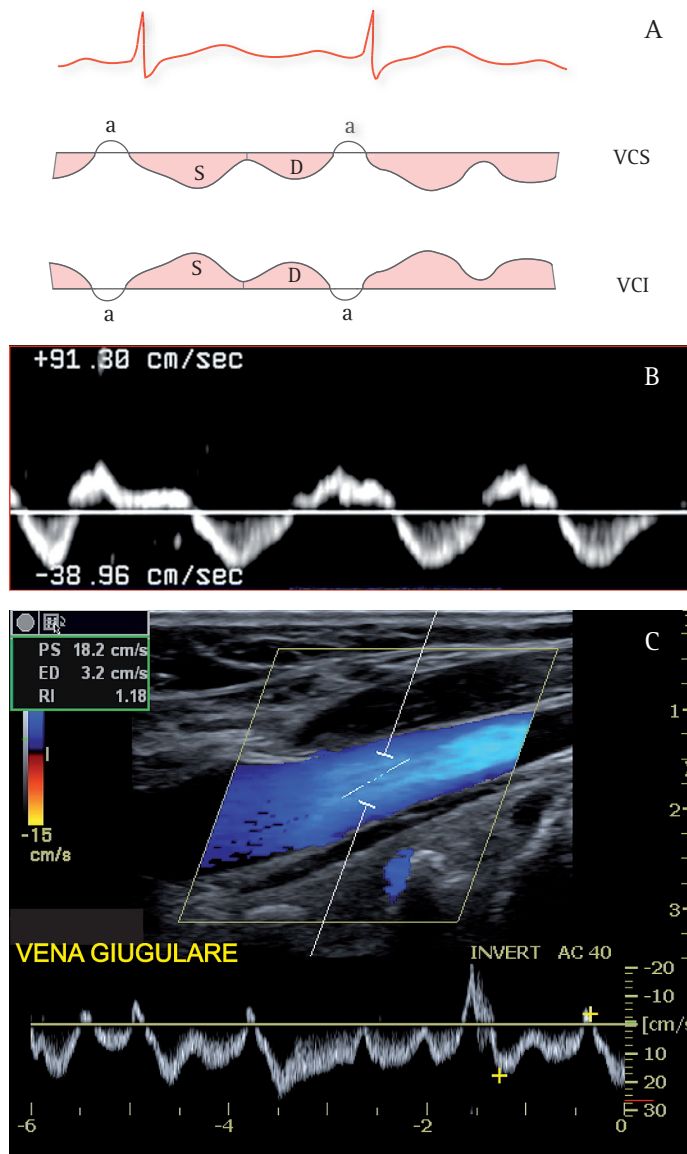 A
a
a
VCS
S
D
S
D
VCI
a
a
+91.80 cm/sec
B
-38.96 cm/sec
C
PS 18.2 cm/s
ED 3.2 cm/s
RI 1.18
1
-15
cm/s
2
3
VENA GIUGULARE
INVERT AC 40
-20
-10
[cm/s
10
20
30
-6
-4
-2
0